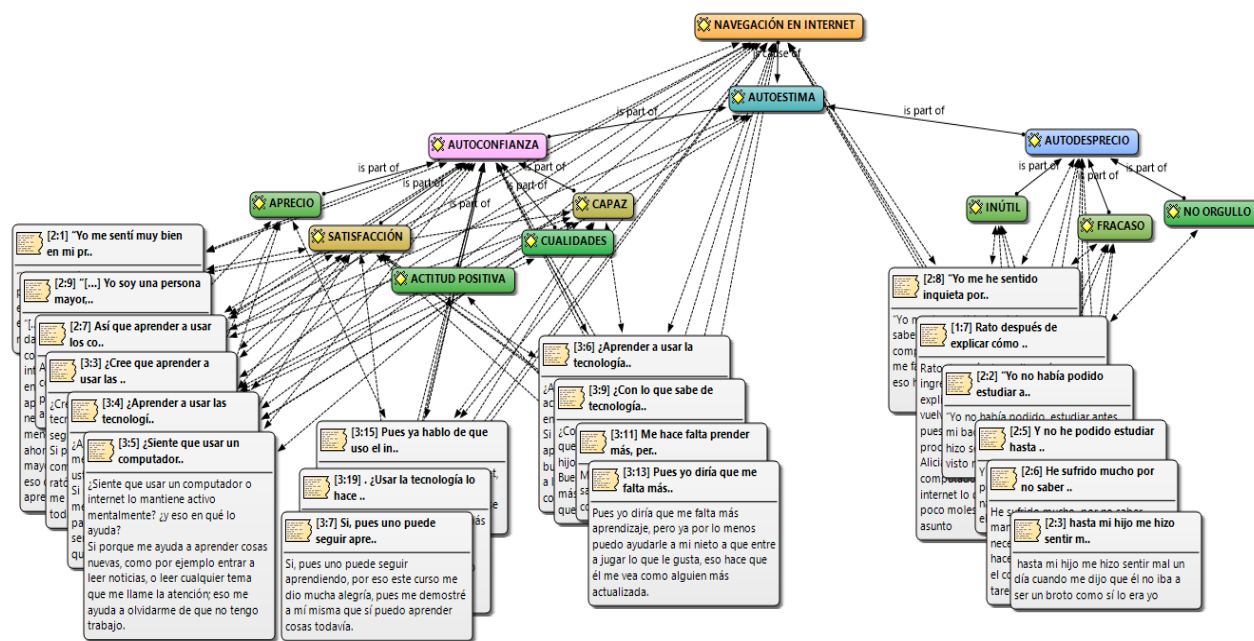 NAVEGACIÓN EN INTERNET
is cause of
AUTOESTIMA
is part of
is part of
AUTOCONFIANZA
AUTODESPRECIO
is part of
is part of
is part of
is part of
is part of
is part of
is part of
is part of
APRECIO
CAPAZ
INÚTIL
NO ORGULLO
SATISFACCIÓN
CUALIDADES
FRACASO
ACTITUD POSITIVA
[2:1] "Yo me sentí muy bien
en mi pr..
[2:9] "[...] Yo soy una persona
mayor,..
[2:7] Así que aprender a usar
los co..
[3:3] ¿Cree que aprender a
usar las ..
[3:4] ¿Aprender a usar las
tecnologí..
[3:5] ¿Siente que usar un
computador..
¿Siente que usar un computador o
internet lo mantiene activo
mentalmente? ¿y eso en qué lo
ayuda?
Si porque me ayuda a aprender cosas
nuevas, como por ejemplo entrar a
leer noticias, o leer cualquier tema
que me llame la atención; eso me
ayuda a olvidarme de que no tengo
trabajo.
[3:15] Pues ya hablo de que
uso el in..
[3:19] . ¿Usar la tecnología lo
hace ..
[3:7] Si, pues uno puede
seguir apre..
Si, pues uno puede seguir
aprendiendo, por eso este curso me
dio mucha alegría, pues me demostré
a mí misma que sí puedo aprender
cosas todavía.
[3:6] ¿Aprender a usar la
tecnología..
[3:9] ¿Con lo que sabe de
tecnología..
[3:11] Me hace falta prender
más, per..
[3:13] Pues yo diría que me
falta más..
Pues yo diría que me falta más
aprendizaje, pero ya por lo menos
puedo ayudarle a mi nieto a que entre
a jugar lo que le gusta, eso hace que
él me vea como alguien más
actualizada.
[2:8] "Yo me he sentido
inquieta por..
[1:7] Rato después de
explicar cómo ..
[2:2] "Yo no había podido
estudiar a..
"Yo no había podido, estudiar antes
[2:5] Y no he podido estudiar
hasta ..
[2:6] He sufrido mucho por
no saber ..
[2:3] hasta mi hijo me hizo
sentir m..
hasta mi hijo me hizo sentir mal un
día cuando me dijo que él no iba a
ser un broto como sí lo era yo